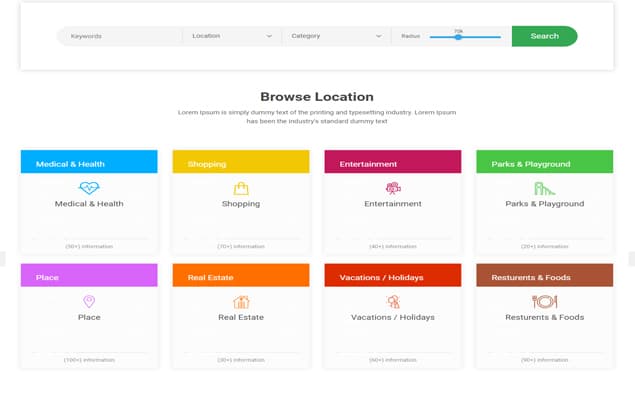 Keywords
Location
Category
Radius
70k
Search
Browse Location
Lorem Ipsum is simply dummy text of the printing and typesetting industry. Lorem Ipsum
has been the industry's standard dummy text
Medical & Health
Shopping
Entertainment
Parks & Playground
Medical & Health
Shopping
Entertainment
Parks & Playground
(50+) information
(70+) information
(40+) information
(20+) information
Place
Real Estate
Vacations / Holidays
Resturents & Foods
Place
Real Estate
Vacations / Holidays
Resturents & Foods
(100+) information
(30+) information
(60+) information
(90+) information